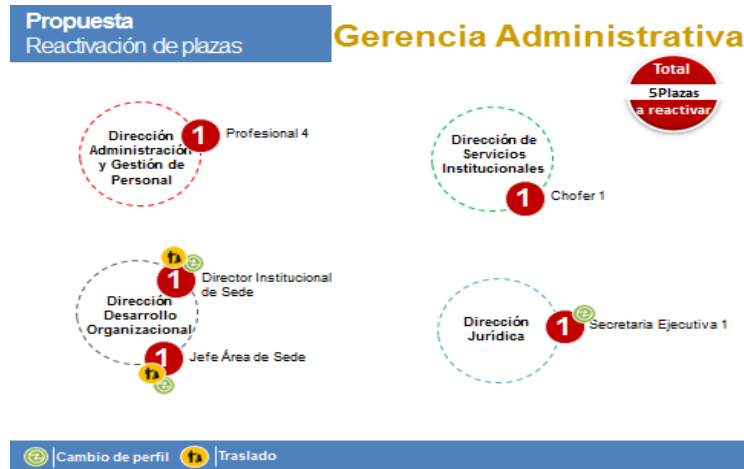 Propuesta
Reactivación de plazas
Gerencia Administrativa
Total
5Plazas
a reactivar
Dirección
Administración
y Gestión de
Personal
1
Profesional 4
Dirección de
Servicios
Institucionales
1
Chofer 1
Dirección
Desarrollo
Organizacional
1
Director Institucional
de Sede
1
Jefe Área de Sede
Dirección
Jurídica
1
Secretaria Ejecutiva 1
Cambio de perfil
Traslado